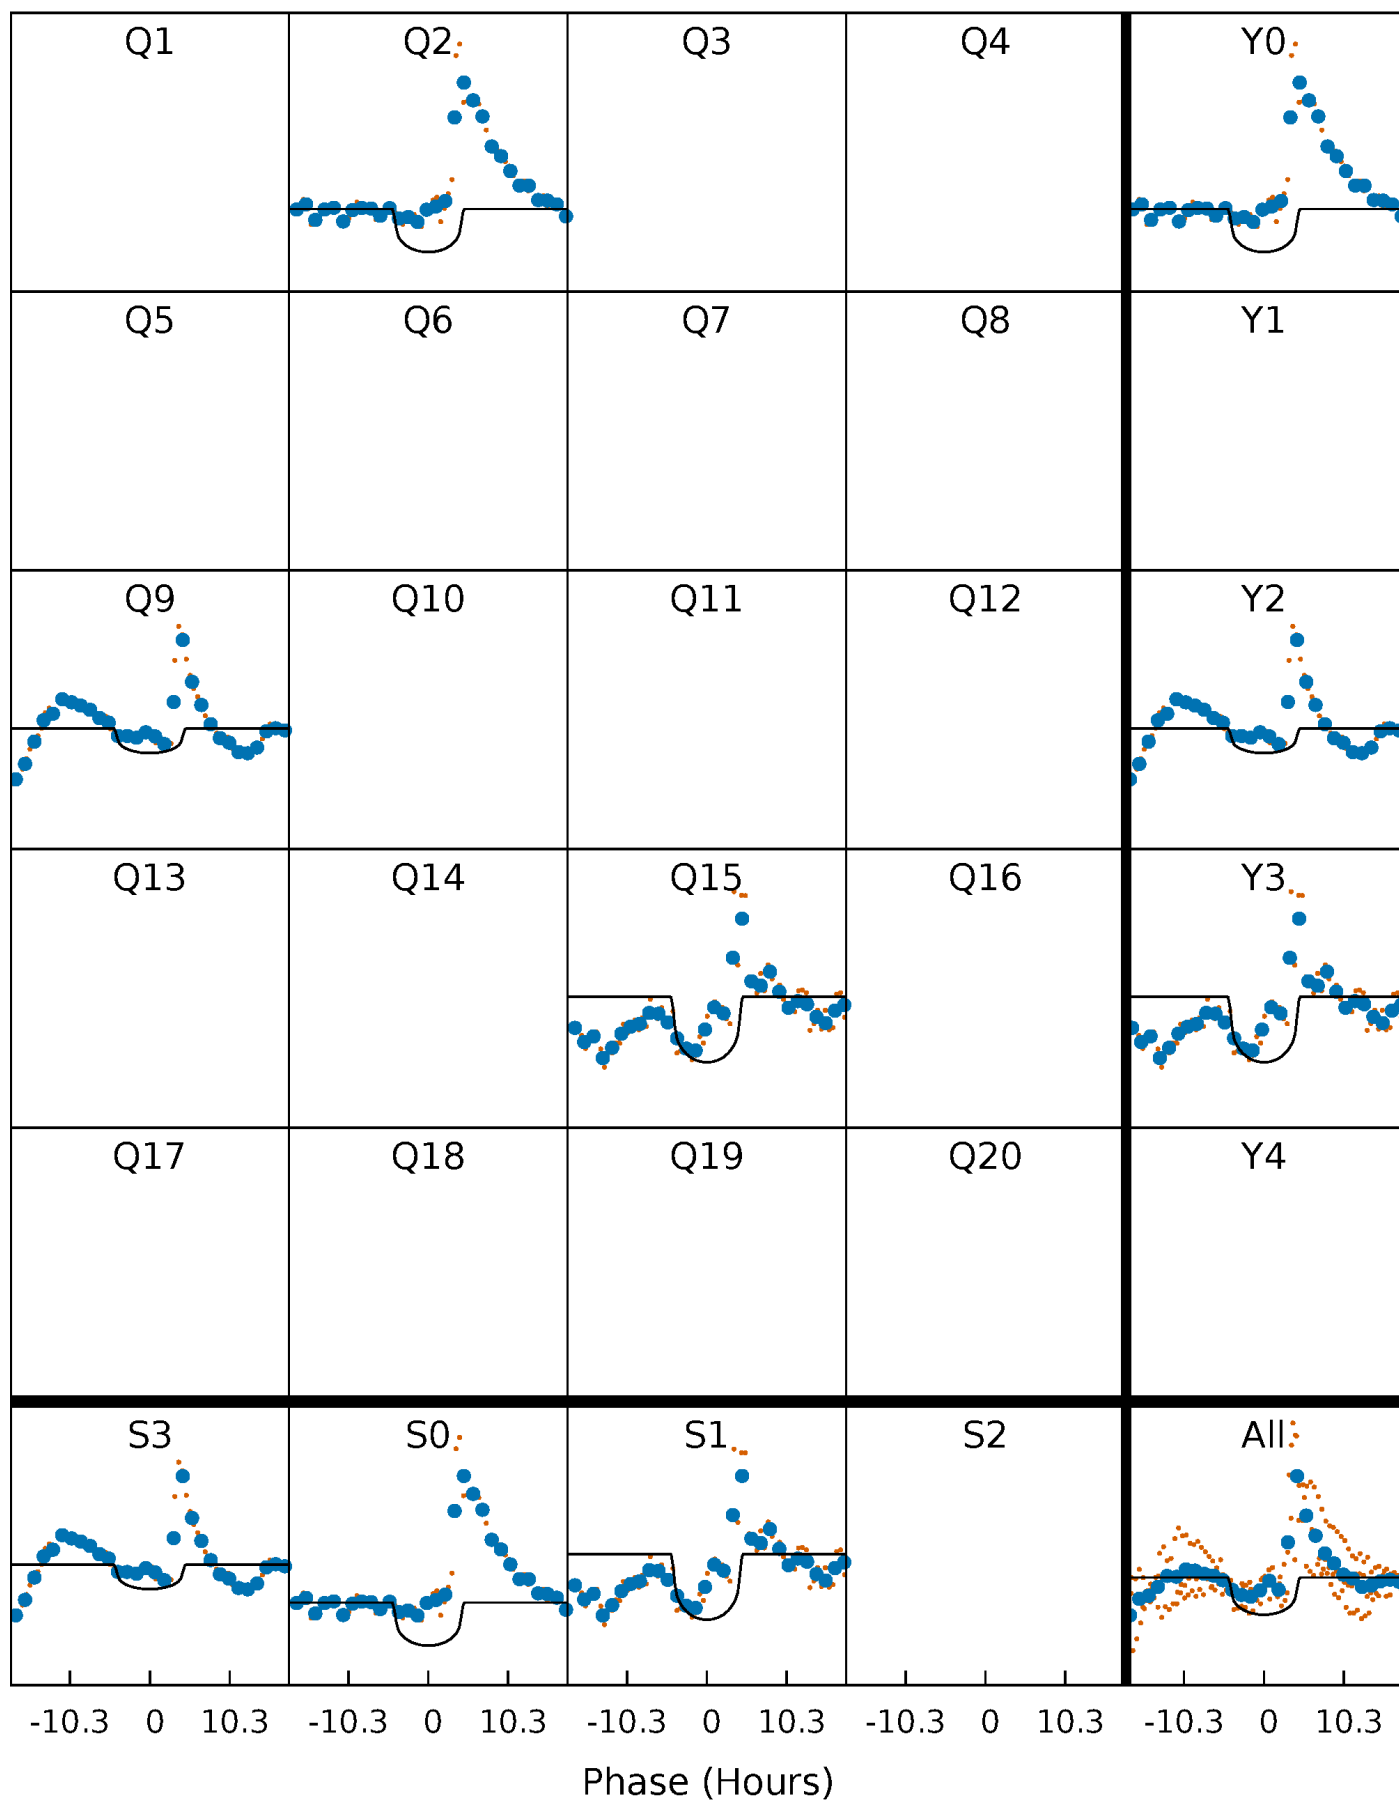 Q1 Q2 Q3 Q4 Y0
Q5 Q6 Q7 Q8 Y1
Q9 Q10 Q11 Q12 Y2
Q13 Q14 Q15 Q16 Y3
Q17 Q18 Q19 Q20 Y4
S3 S0 S1 S2 All
-10.3 0 10.3 -10.3 0 10.3 -10.3 0 10.3 -10.3 0 10.3 -10.3 0 10.3
Phase (Hours)